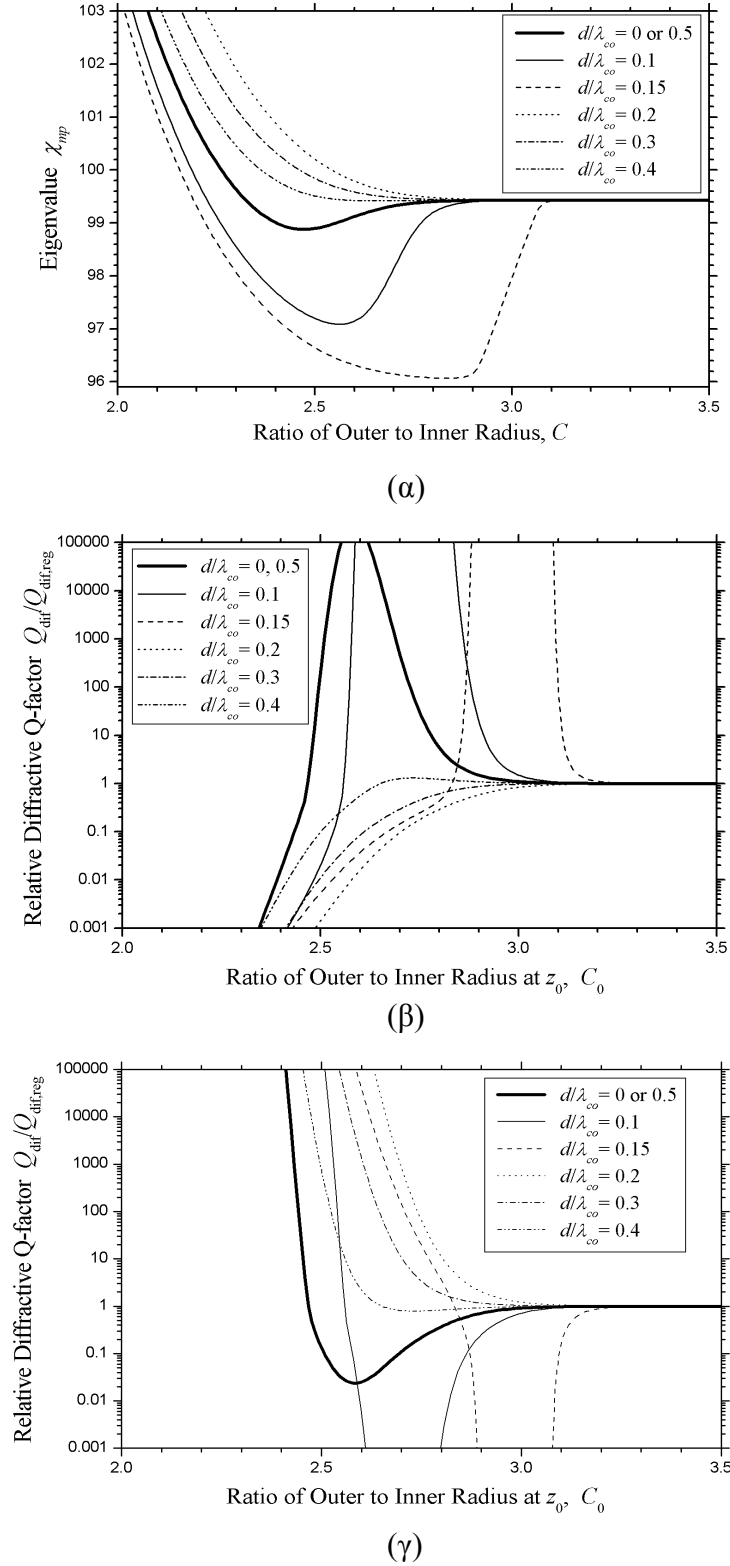 103
102
101
100
99
98
97
96
Eigenvalue χmp
d/λco = 0 or 0.5
d/λco = 0.1
d/λco = 0.15
d/λco = 0.2
d/λco = 0.3
d/λco = 0.4
2.0 2.5 3.0 3.5
Ratio of Outer to Inner Radius, C
(α)
100000
10000
1000
100
10
1
0.1
0.01
0.001
Relative Diffractive Q-factor Qdif/Qdif,reg
d/λco = 0, 0.5
d/λco = 0.1
d/λco = 0.15
d/λco = 0.2
d/λco = 0.3
d/λco = 0.4
2.0 2.5 3.0 3.5
Ratio of Outer to Inner Radius at z0, C0
(β)
100000
10000
1000
100
10
1
0.1
0.01
0.001
Relative Diffractive Q-factor Qdif/Qdif,reg
d/λco = 0 or 0.5
d/λco = 0.1
d/λco = 0.15
d/λco = 0.2
d/λco = 0.3
d/λco = 0.4
2.0 2.5 3.0 3.5
Ratio of Outer to Inner Radius at z0, C0
(γ)